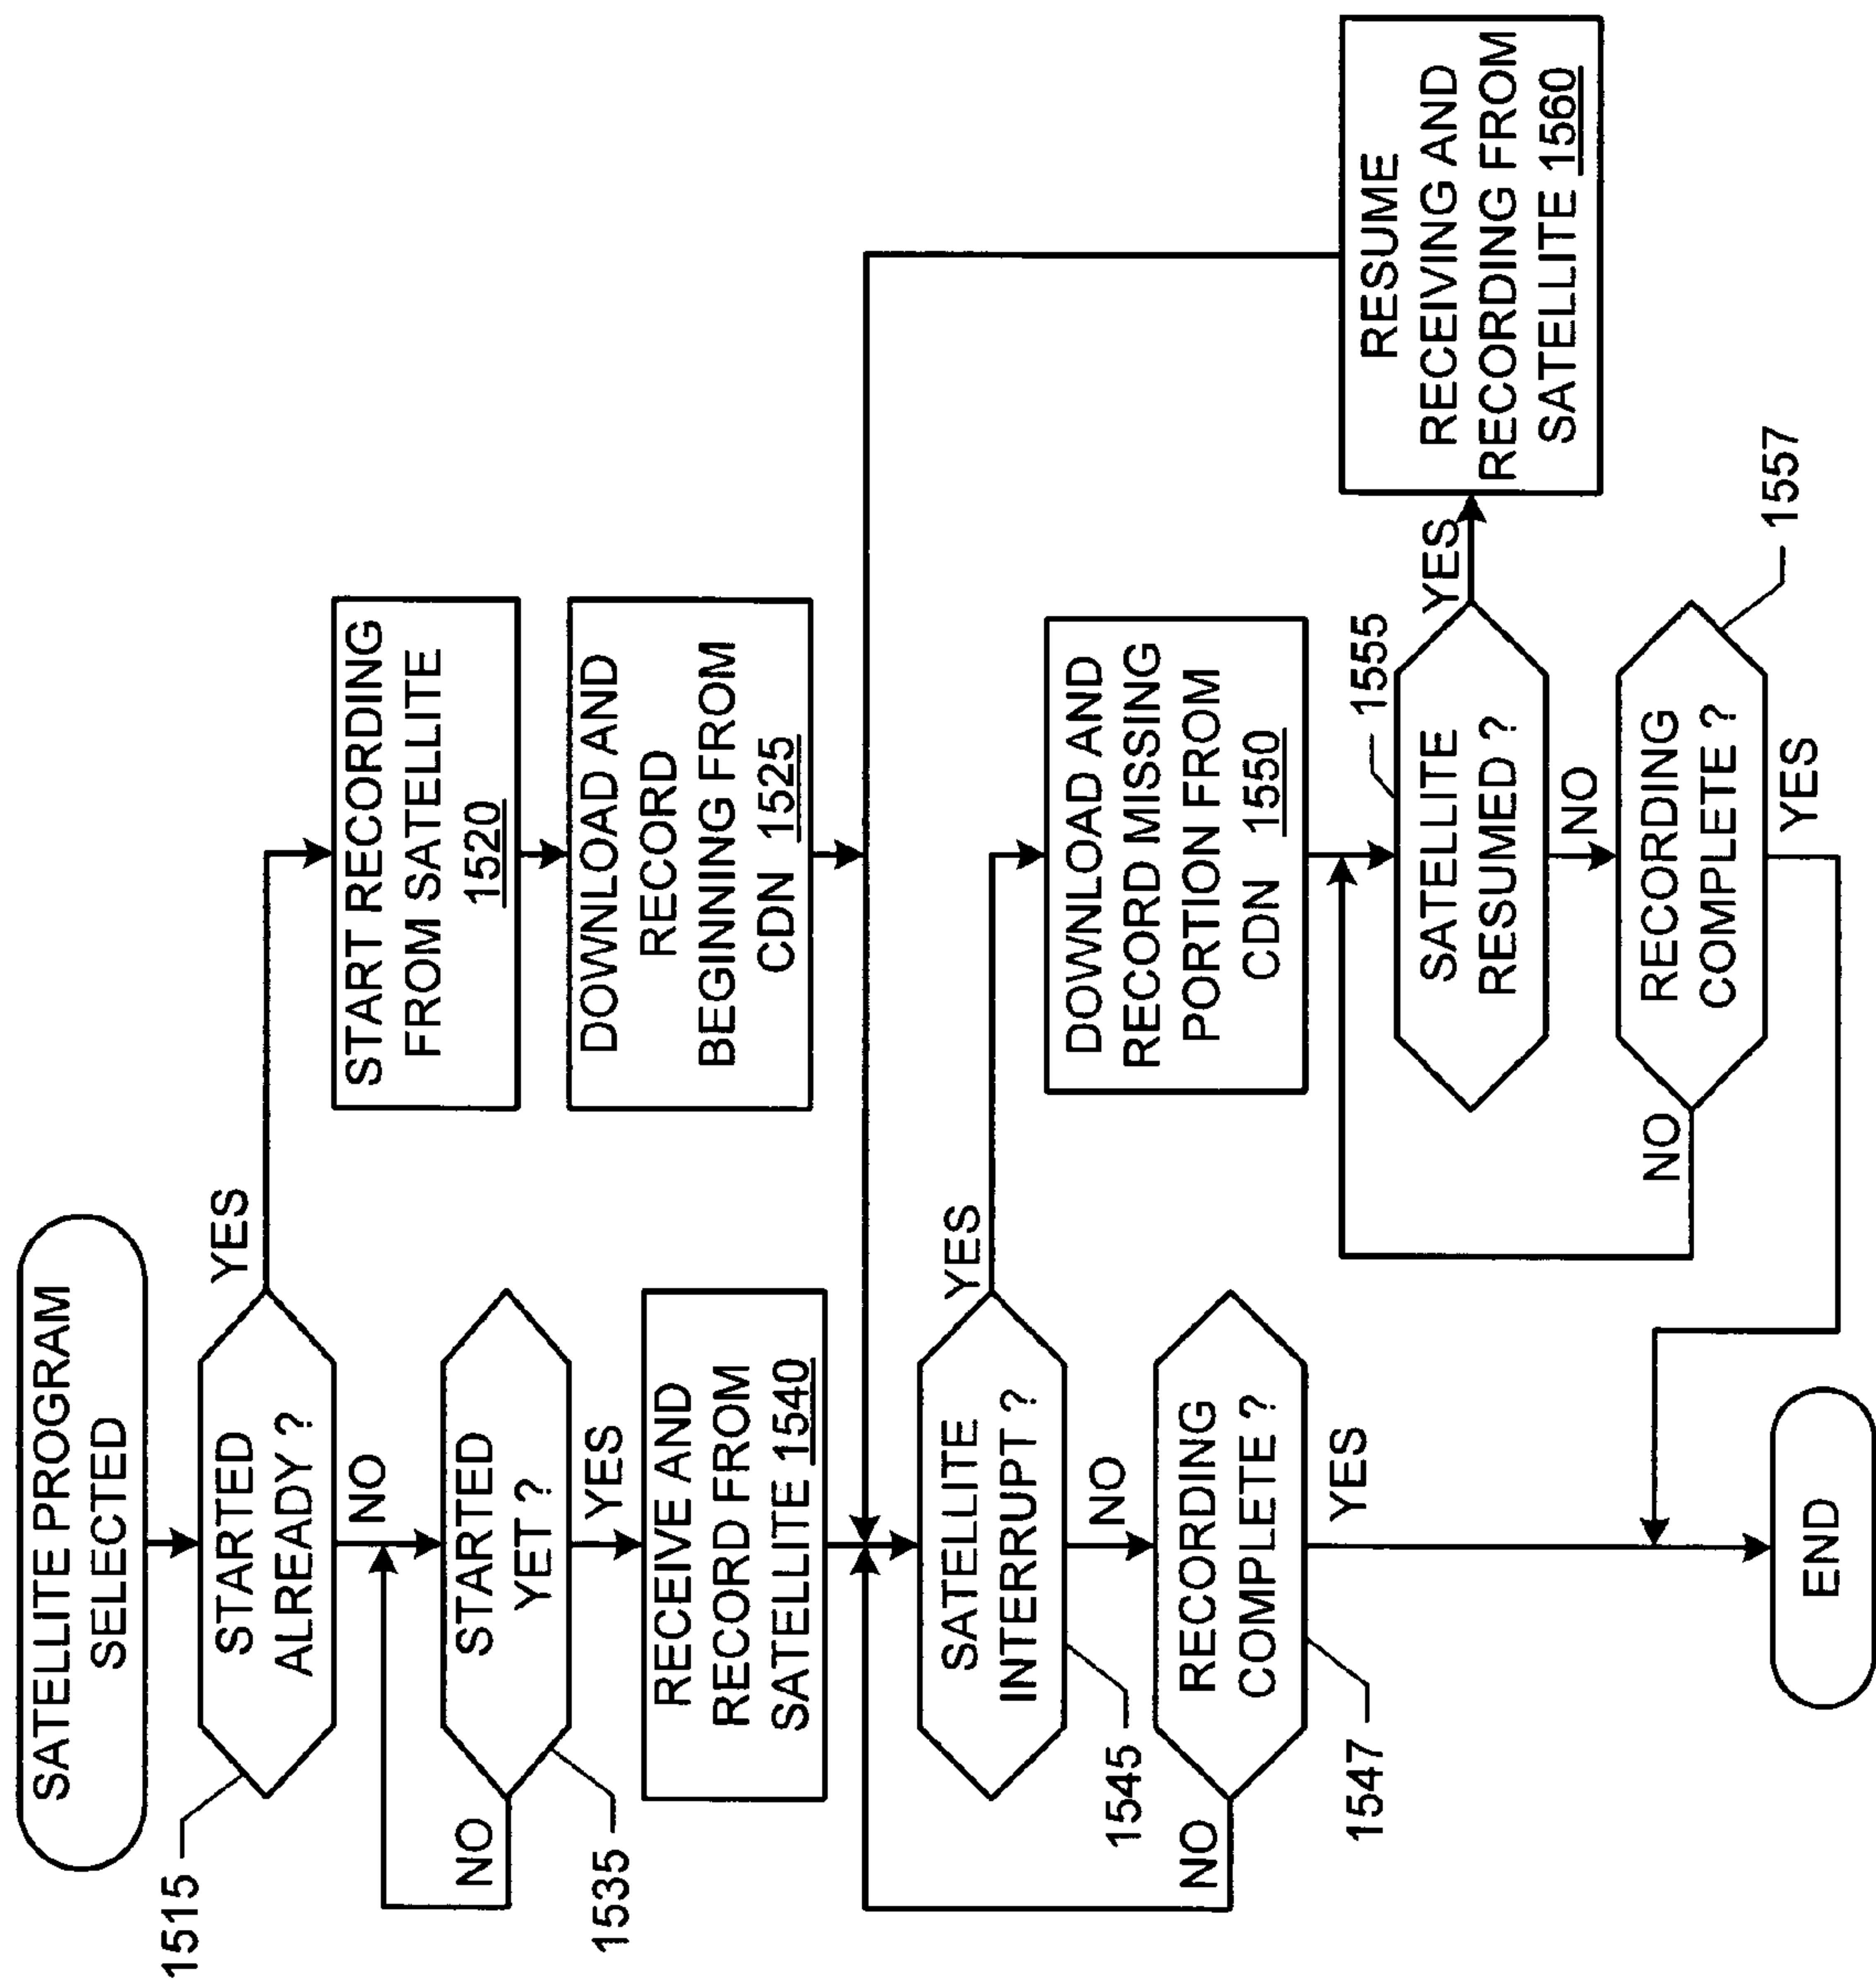 SATELLITE PROGRAM
SELECTED
1515
STARTED
ALREADY ?
YES
NO
START RECORDING
FROM SATELLITE
1520
STARTED
YET ?
NO
YES
1535
DOWNLOAD AND
RECORD
BEGINNING FROM
CDN 1525
RECEIVE AND
RECORD FROM
SATELLITE 1540
SATELLITE
INTERRUPT ?
YES
NO
1545
DOWNLOAD AND
RECORD MISSING
PORTION FROM
CDN 1550
RECORDING
COMPLETE ?
NO
YES
1547
1555
SATELLITE
RESUMED ?
YES
NO
RESUME
RECEIVING AND
RECORDING FROM
SATELLITE 1560
RECORDING
COMPLETE ?
NO
YES
1557
END